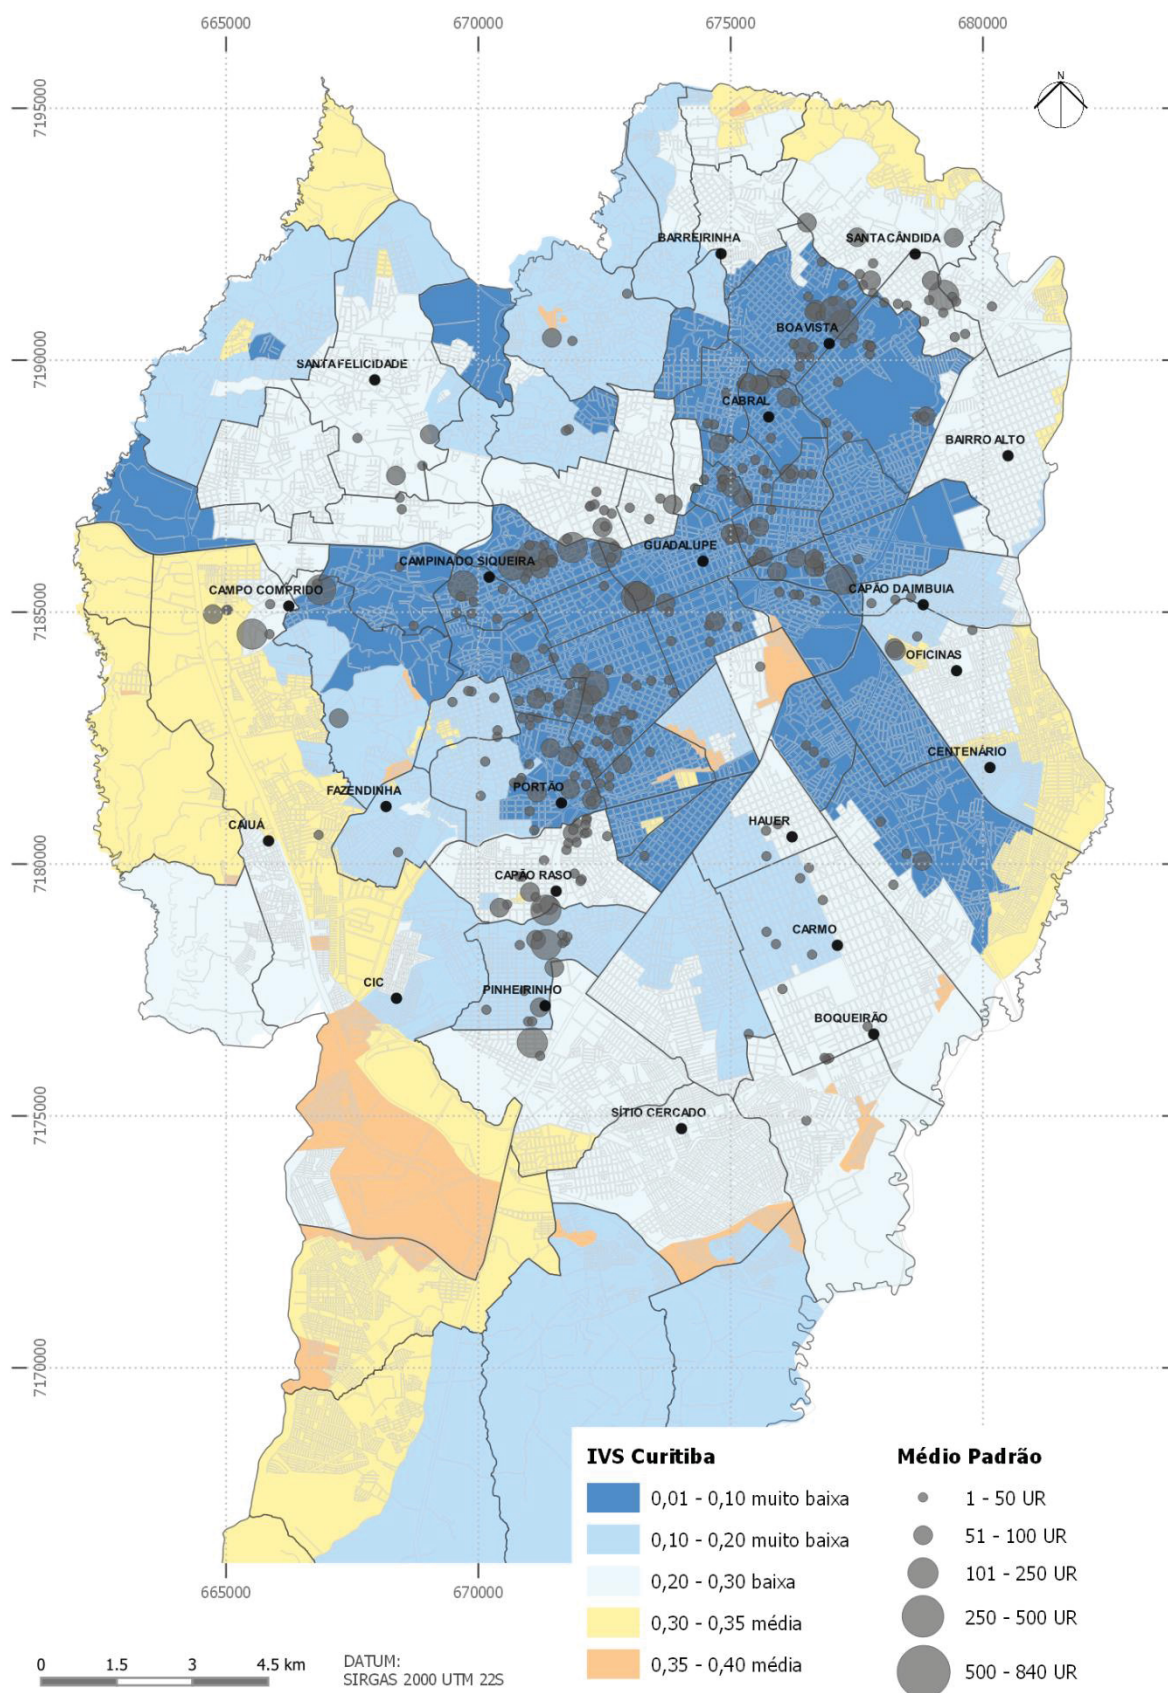 665000 670000 675000 680000
N
7195000
BARREIRINHA SANTA CÂNDIDA
BOA VISTA
7190000
SANTA FELICIDADE
CABRAL
BAIRRO ALTO
GUADALUPE
CAMPINA DO SIQUEIRA
CAMPO COMPRIDO CAPÃO DA IMBUIA
7185000
OFICINAS
CENTENÁRIO
FAZENDINHA PORTÃO
CAIUÁ HAUER
7180000
CAPÃO RASO
CARMO
CIC PINHEIRINHO
BOQUEIRÃO
7175000
SÍTIO CERCADO
7170000
665000 670000
IVS Curitiba
0,01 - 0,10 muito baixa
0,10 - 0,20 muito baixa
0,20 - 0,30 baixa
0,30 - 0,35 média
0,35 - 0,40 média
Médio Padrão
1 - 50 UR
51 - 100 UR
101 - 250 UR
250 - 500 UR
500 - 840 UR
0 1.5 3 4.5 km
DATUM:
SIRGAS 2000 UTM 22S